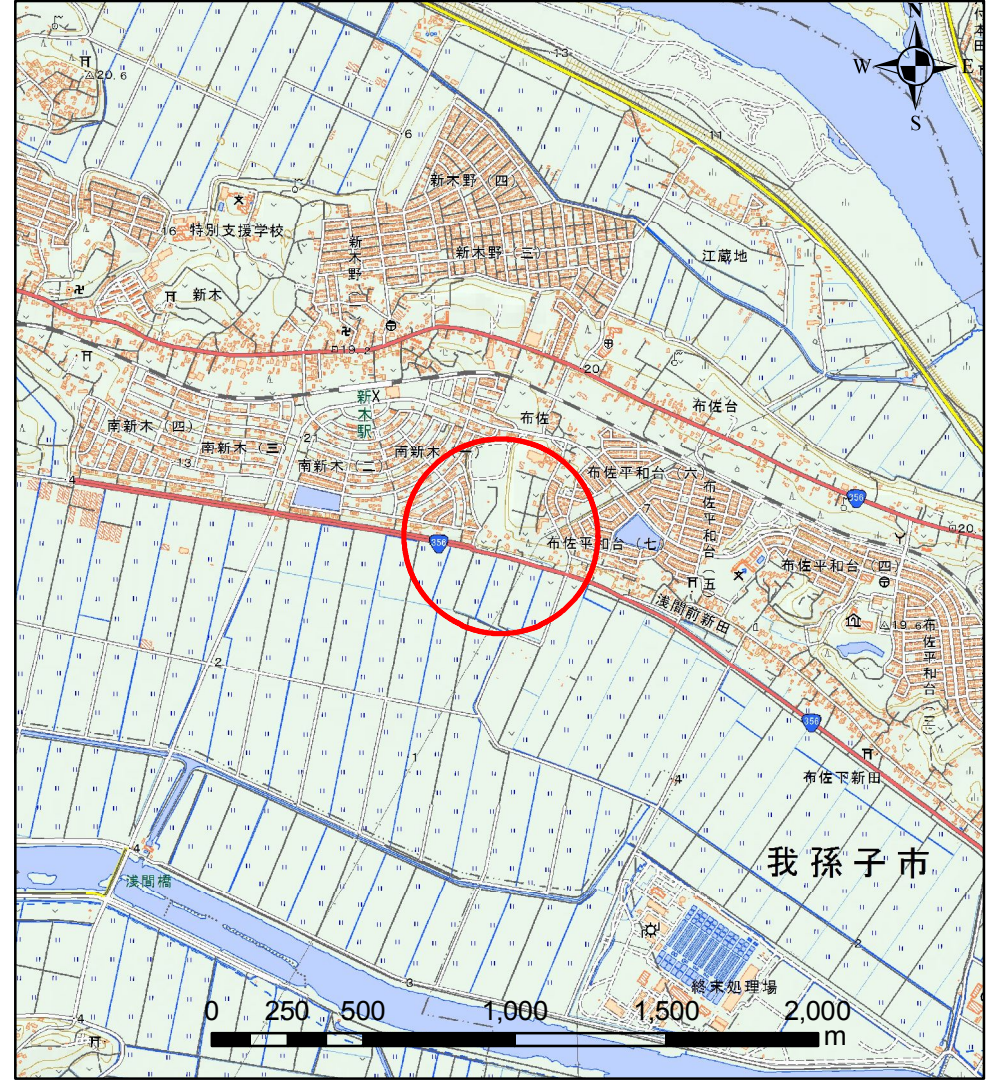 N
W
E
S
付本田
13
11
20.6
6
新木野(四)
16
特別支援学校
新木野
新木野(三)
江蔵地
新木
19.2
20
新木駅
布佐
布佐台
南新木(四)
南新木(三)
21
南新木(二)
南新木(一)
13
4
356
布佐平和台(六)
7
布佐平和台(七)
布佐平和台(五)
356
20
布佐平和台(四)
浅間前新田
19.6
布佐平和台(三)
2
356
1
4
布佐下新田
我孫子市
4
浅間橋
2
終末処理場
3
4
0 250 500 1,000 1,500 2,000
m